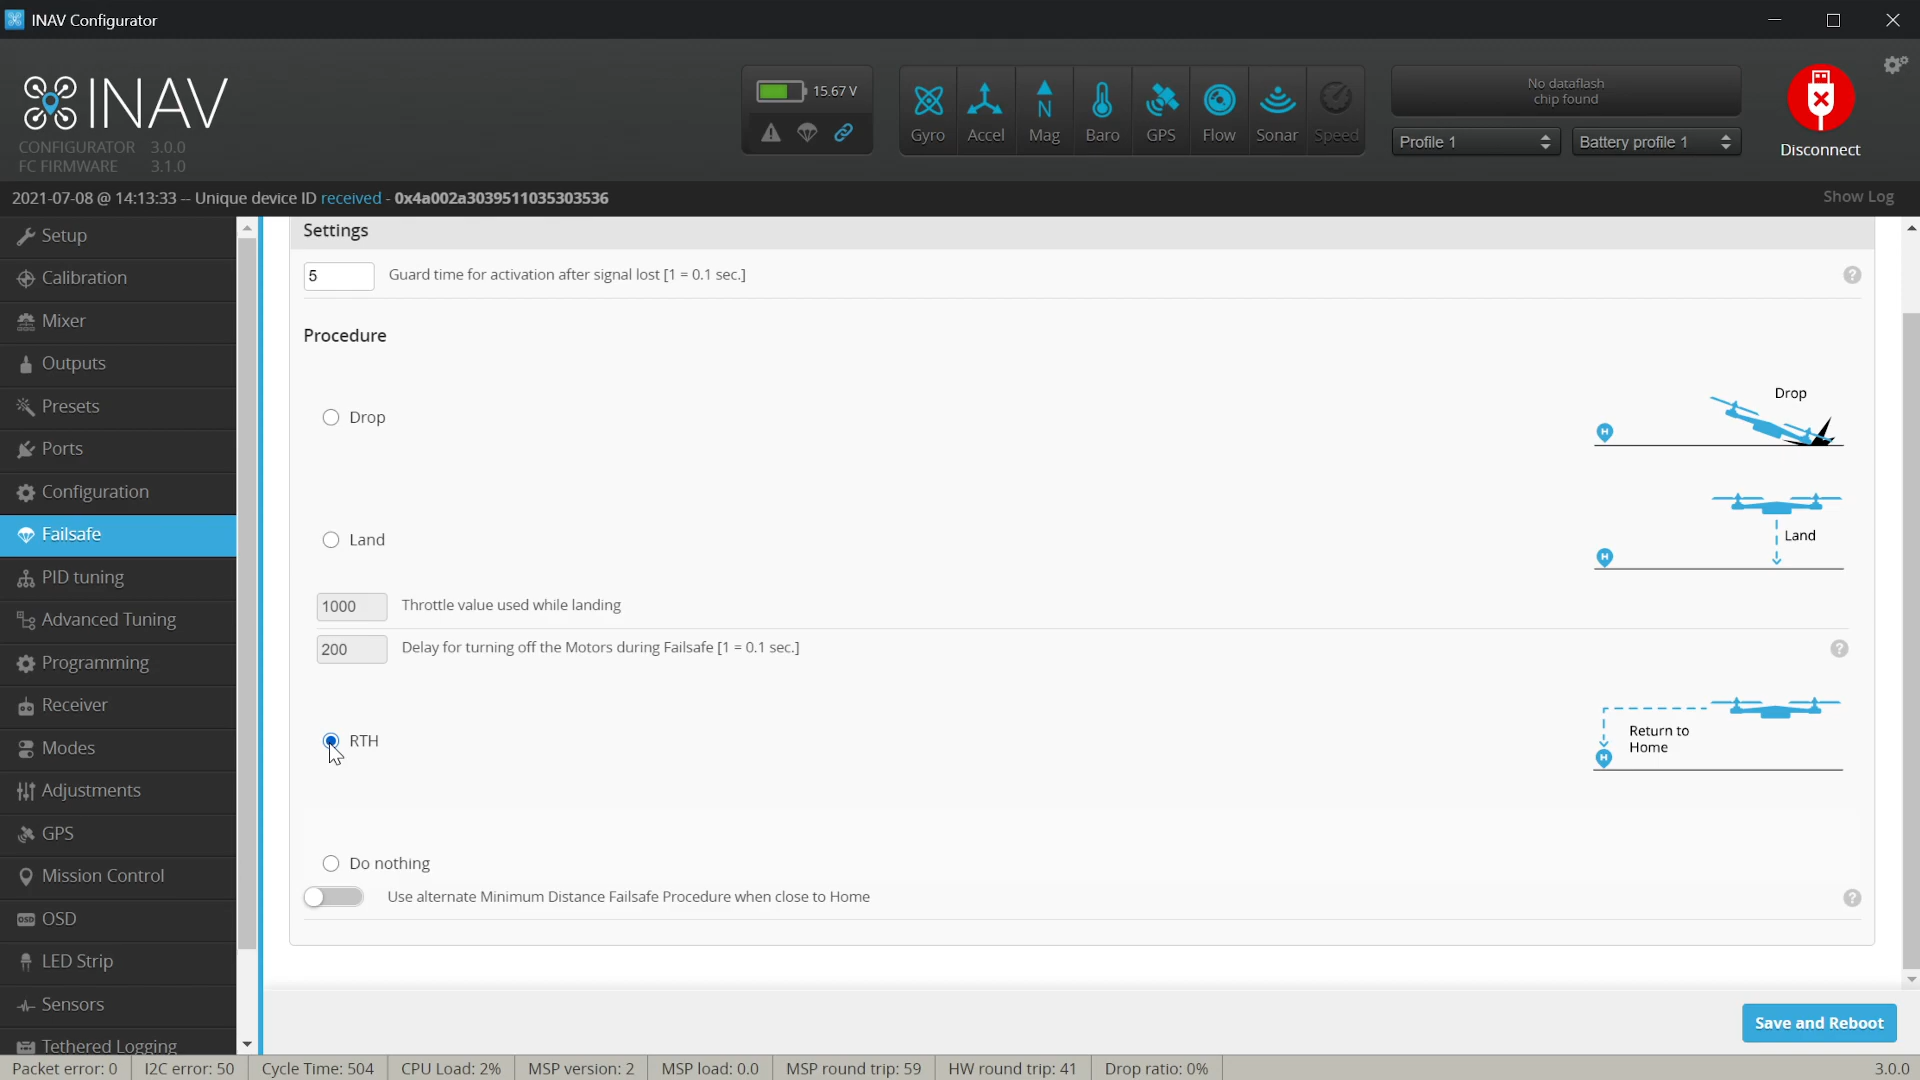 INAV Configurator
INAV
CONFIGURATOR 3.0.0
FC FIRMWARE 3.1.0
15.67 V
Gyro
Accel
N
Mag
Baro
GPS
Flow
Sonar
Speed
No dataflash
chip found
Profile 1
Battery profile 1
Disconnect
2021-07-08 @ 14:13:33 -- Unique device ID received - 0x4a002a3039511035303536
Show Log
Setup
Calibration
Mixer
Outputs
Presets
Ports
Configuration
Failsafe
PID tuning
Advanced Tuning
Programming
Receiver
Modes
Adjustments
GPS
Mission Control
OSD
OSD
LED Strip
Sensors
Tethered Logging
Settings
5
Guard time for activation after signal lost [1 = 0.1 sec.]
?
Procedure
Drop
Drop
H
Land
Land
H
1000
Throttle value used while landing
200
Delay for turning off the Motors during Failsafe [1 = 0.1 sec.]
?
RTH
Return to
Home
H
Do nothing
Use alternate Minimum Distance Failsafe Procedure when close to Home
?
Save and Reboot
Packet error: 0
I2C error: 50
Cycle Time: 504
CPU Load: 2%
MSP version: 2
MSP load: 0.0
MSP round trip: 59
HW round trip: 41
Drop ratio: 0%
3.0.0